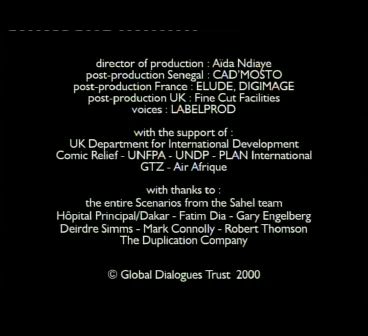 director of production : Aïda Ndiaye
post-production Senegal : CAD'MOSTO
post-production France : ELUDE, DIGIMAGE
post-production UK : Fine Cut Facilities
voices : LABELPROD
with the support of :
UK Department for International Development
Comic Relief - UNFPA - UNDP - PLAN International
GTZ - Air Afrique
with thanks to :
the entire Scenarios from the Sahel team
Hôpital Principal/Dakar - Fatim Dia - Gary Engelberg
Deirdre Simms - Mark Connolly - Robert Thomson
The Duplication Company
© Global Dialogues Trust 2000